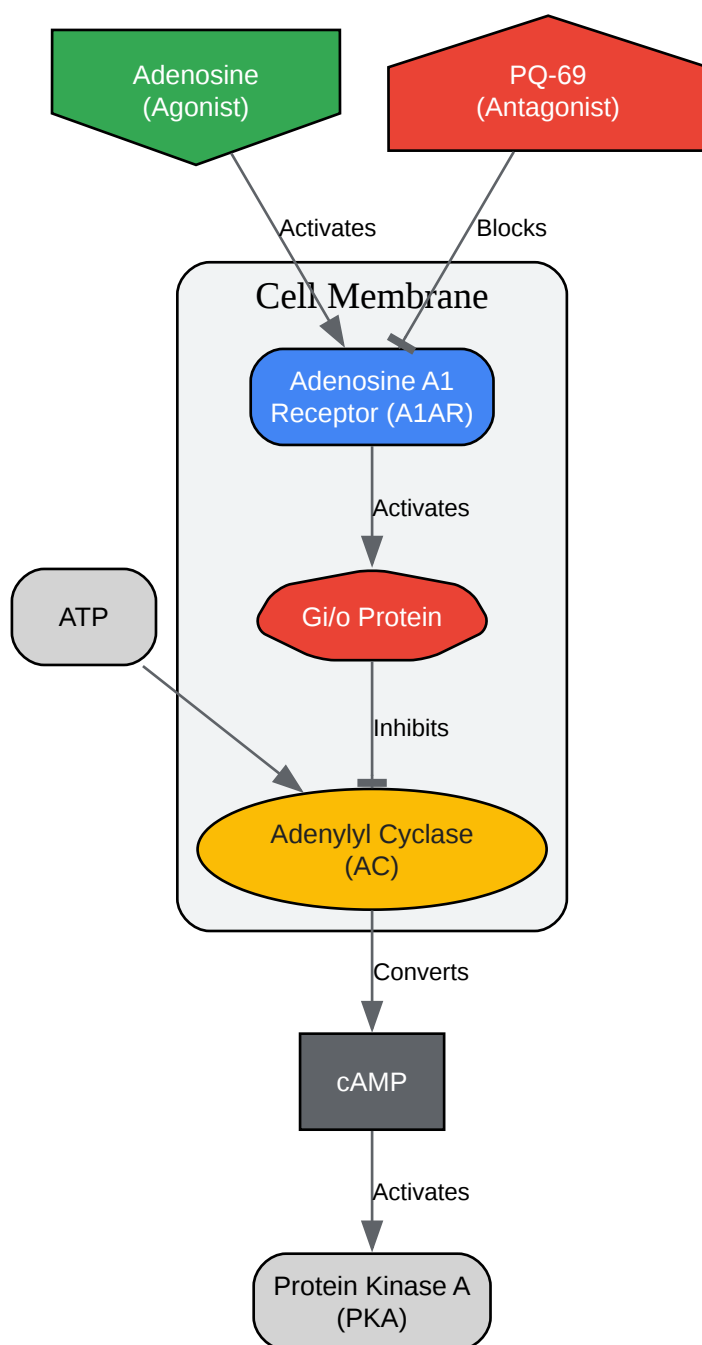 Adenosine
(Agonist)
PQ-69
(Antagonist)
Activates
Blocks
Cell Membrane
Adenosine A1
Receptor (A1AR)
Activates
ATP
Gi/o Protein
Inhibits
Adenylyl Cyclase
(AC)
Converts
cAMP
Activates
Protein Kinase A
(PKA)